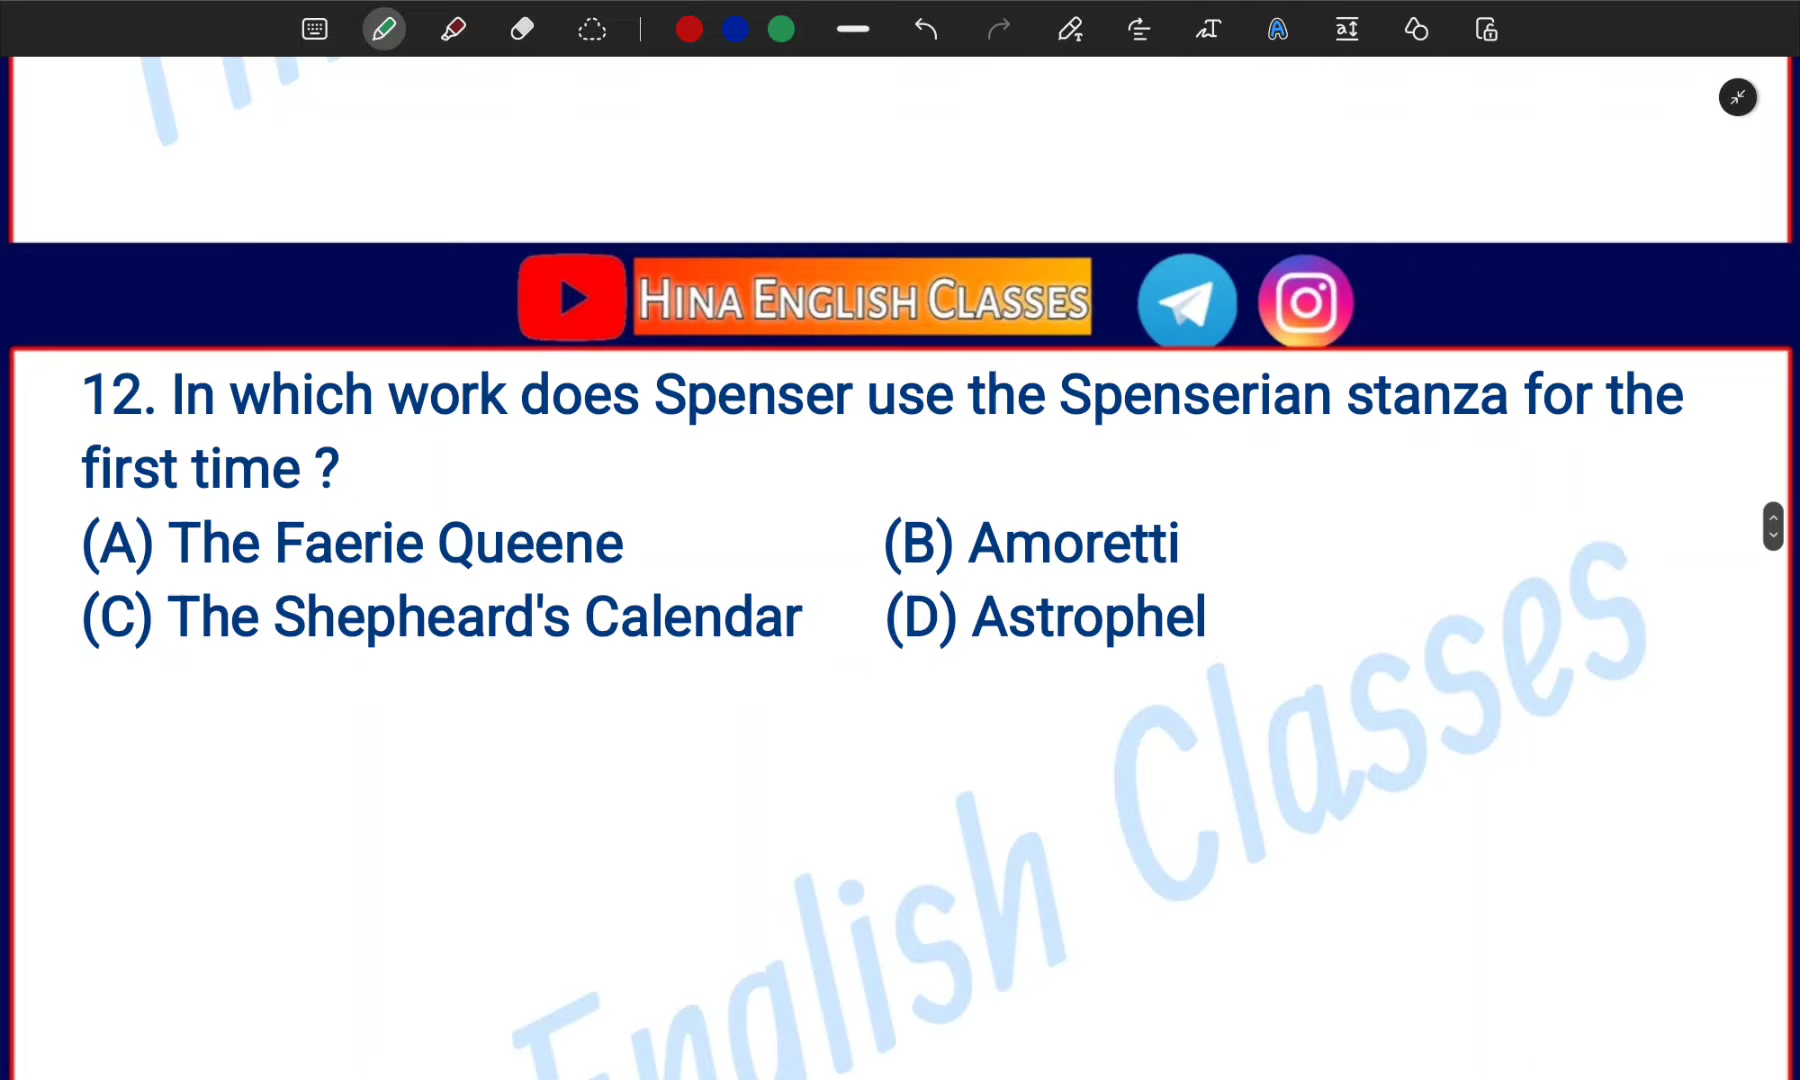 HINA ENGLISH CLASSES
12. In which work does Spenser use the Spenserian stanza for the
first time ?
(A) The Faerie Queene (B) Amoretti
(C) The Shepheard's Calendar (D) Astrophel
English Classes